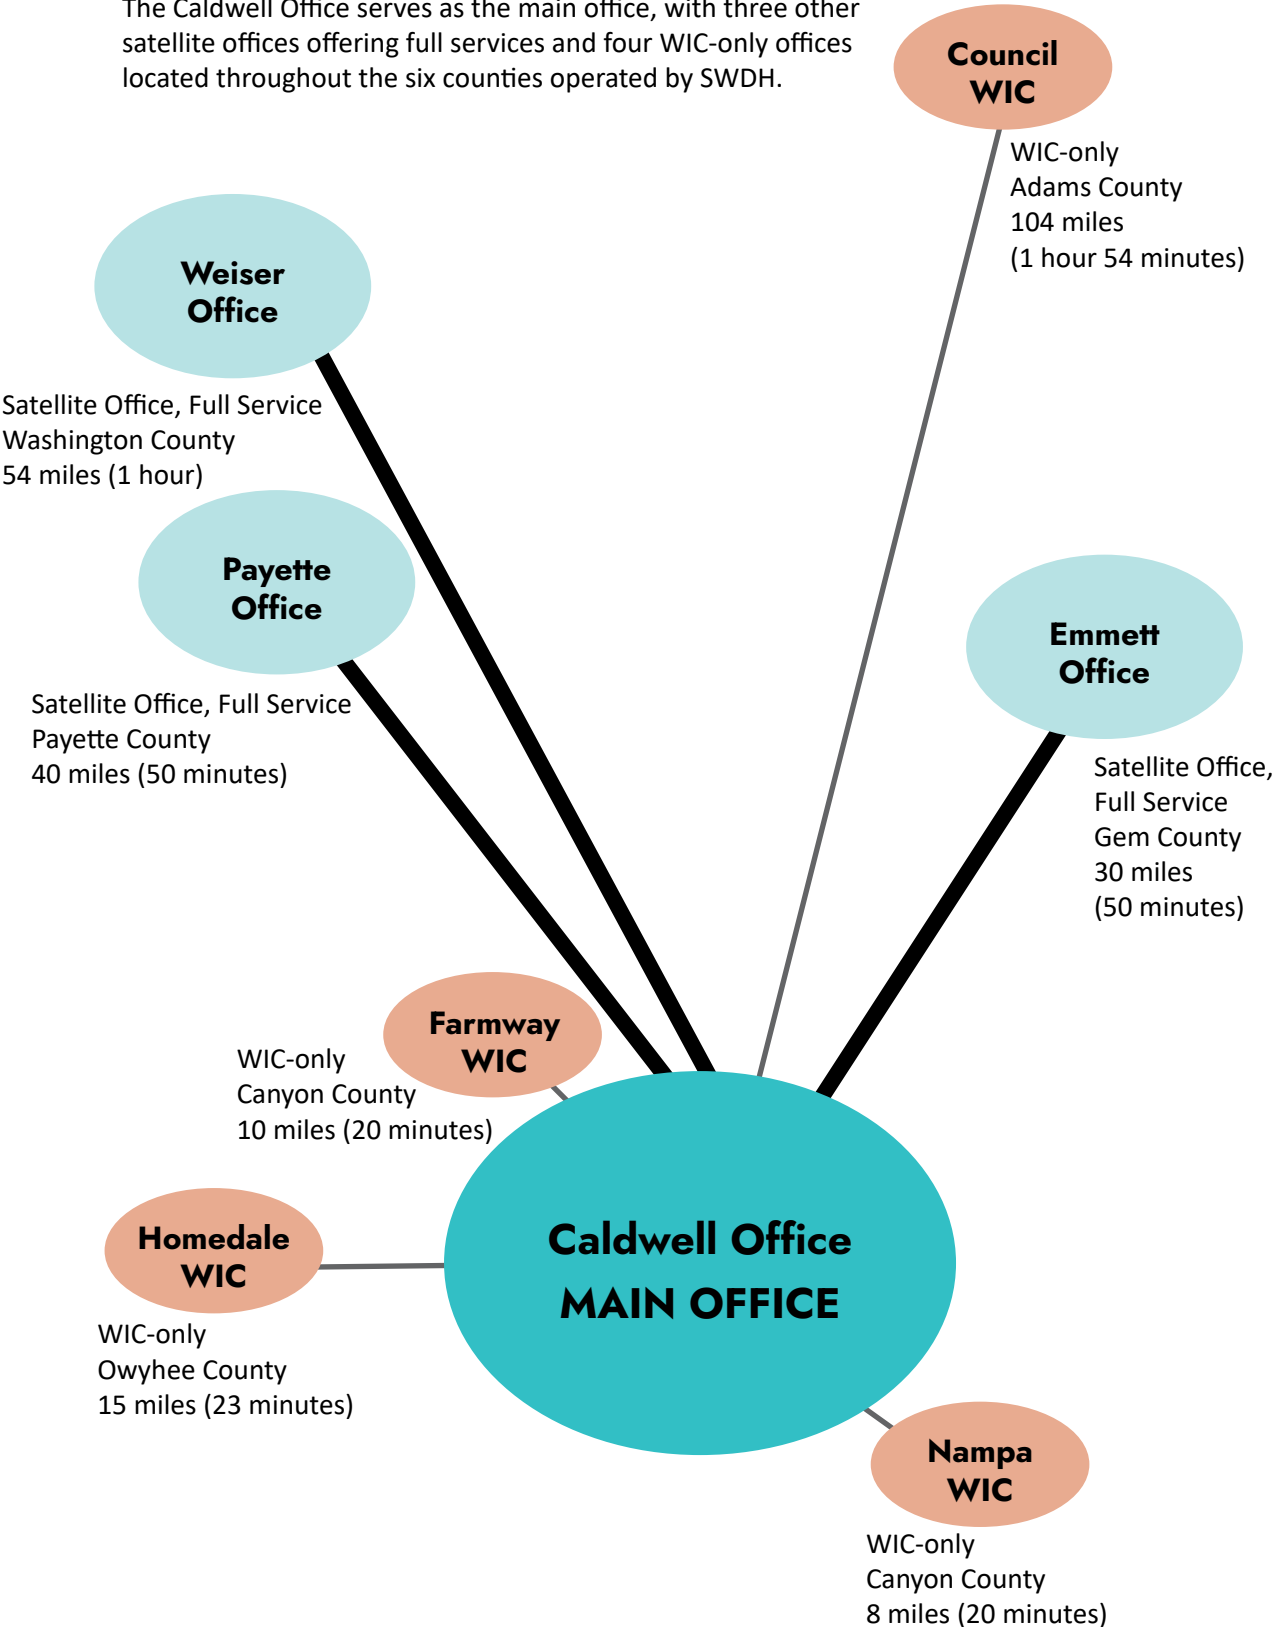 The Caldwell Office serves as the main office, with three other
satellite offices offering full services and four WIC-only offices
located throughout the six counties operated by SWDH.
Council
WIC
WIC-only
Adams County
104 miles
(1 hour 54 minutes)
Weiser
Office
Satellite Office, Full Service
Washington County
54 miles (1 hour)
Payette
Office
Satellite Office, Full Service
Payette County
40 miles (50 minutes)
Emmett
Office
Satellite Office,
Full Service
Gem County
30 miles
(50 minutes)
Farmway
WIC
WIC-only
Canyon County
10 miles (20 minutes)
Homedale
WIC
WIC-only
Owyhee County
15 miles (23 minutes)
Caldwell Office
MAIN OFFICE
Nampa
WIC
WIC-only
Canyon County
8 miles (20 minutes)